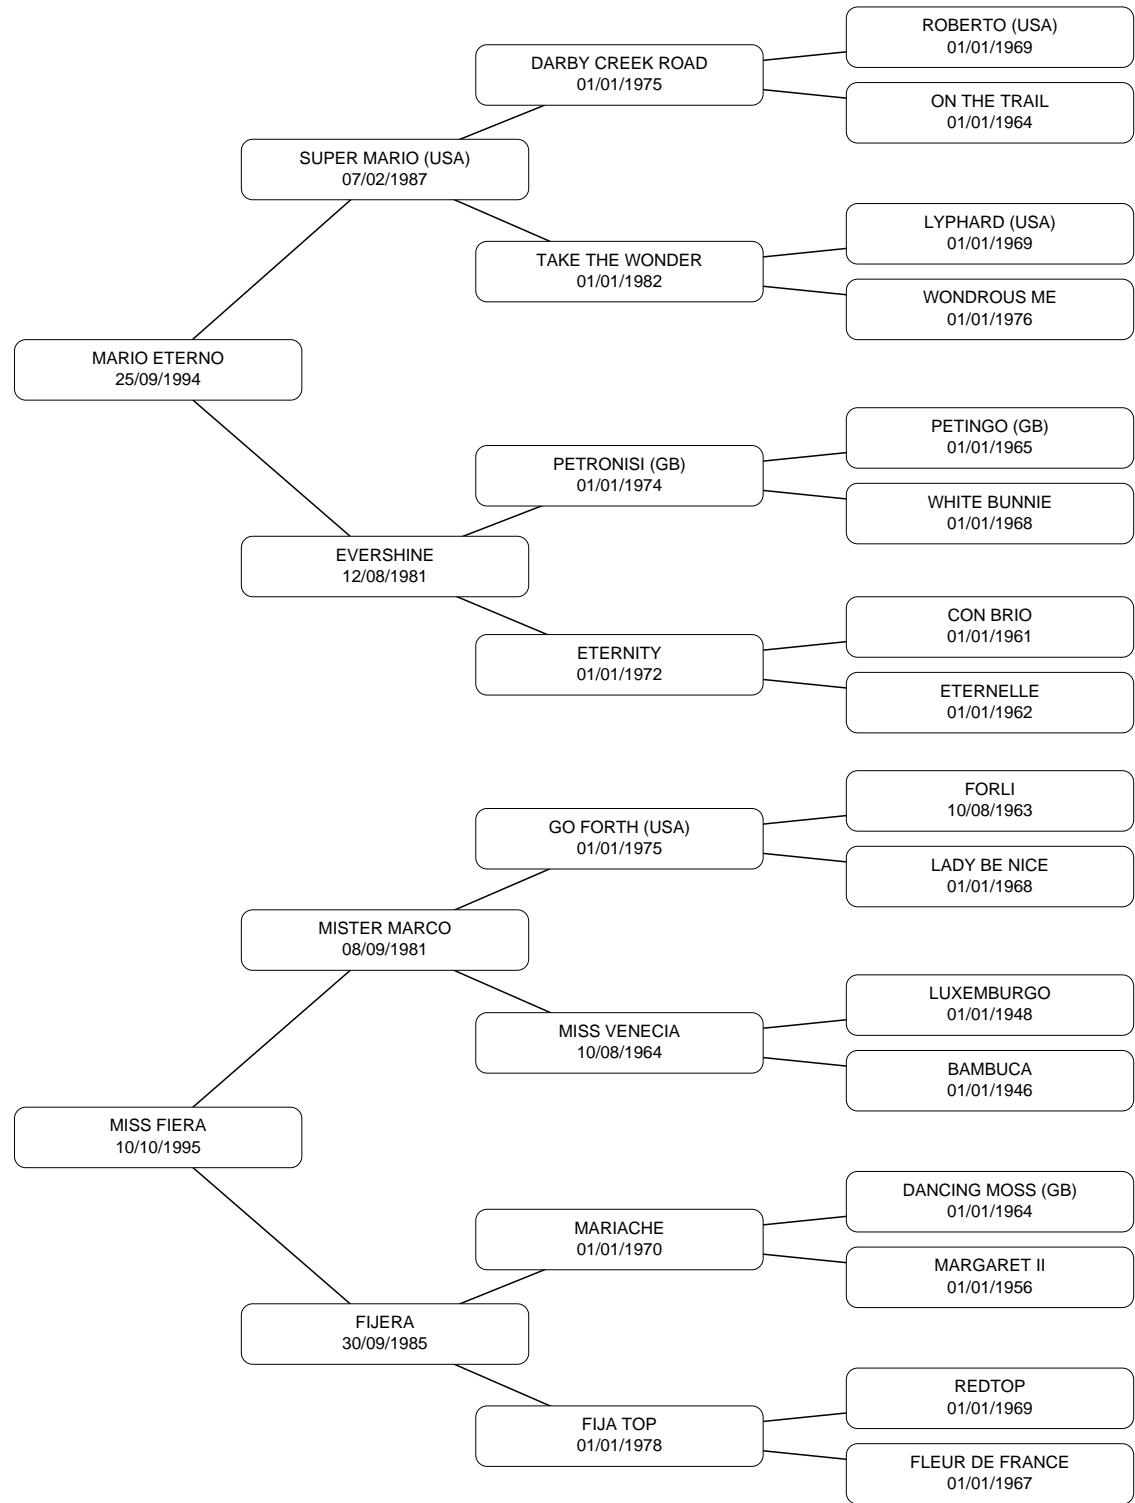 ROBERTO (USA)
01/01/1969
DARBY CREEK ROAD
01/01/1975
ON THE TRAIL
01/01/1964
SUPER MARIO (USA)
07/02/1987
LYPHARD (USA)
01/01/1969
TAKE THE WONDER
01/01/1982
WONDROUS ME
01/01/1976
MARIO ETERNO
25/09/1994
PETINGO (GB)
01/01/1965
PETRONISI (GB)
01/01/1974
WHITE BUNNIE
01/01/1968
EVERSHINE
12/08/1981
CON BRIO
01/01/1961
ETERNITY
01/01/1972
ETERNELLE
01/01/1962
FORLI
10/08/1963
GO FORTH (USA)
01/01/1975
LADY BE NICE
01/01/1968
MISTER MARCO
08/09/1981
LUXEMBURGO
01/01/1948
MISS VENECIA
10/08/1964
BAMBUCA
01/01/1946
MISS FIERA
10/10/1995
DANCING MOSS (GB)
01/01/1964
MARIACHE
01/01/1970
MARGARET II
01/01/1956
FIJERA
30/09/1985
REDTOP
01/01/1969
FIJA TOP
01/01/1978
FLEUR DE FRANCE
01/01/1967